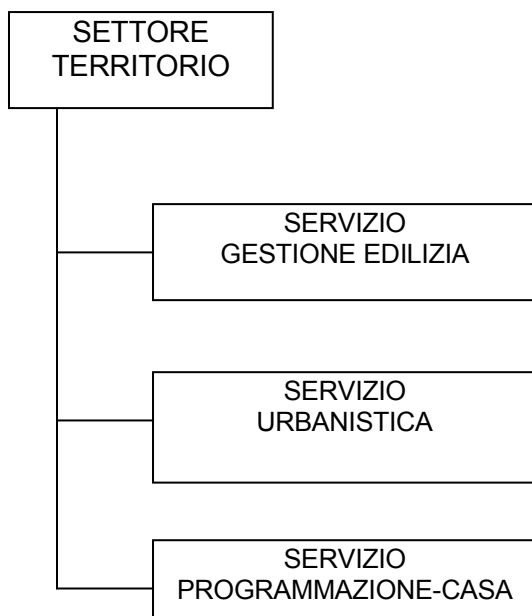 SETTORE
TERRITORIO
SERVIZIO
GESTIONE EDILIZIA
SERVIZIO
URBANISTICA
SERVIZIO
PROGRAMMAZIONE-CASA